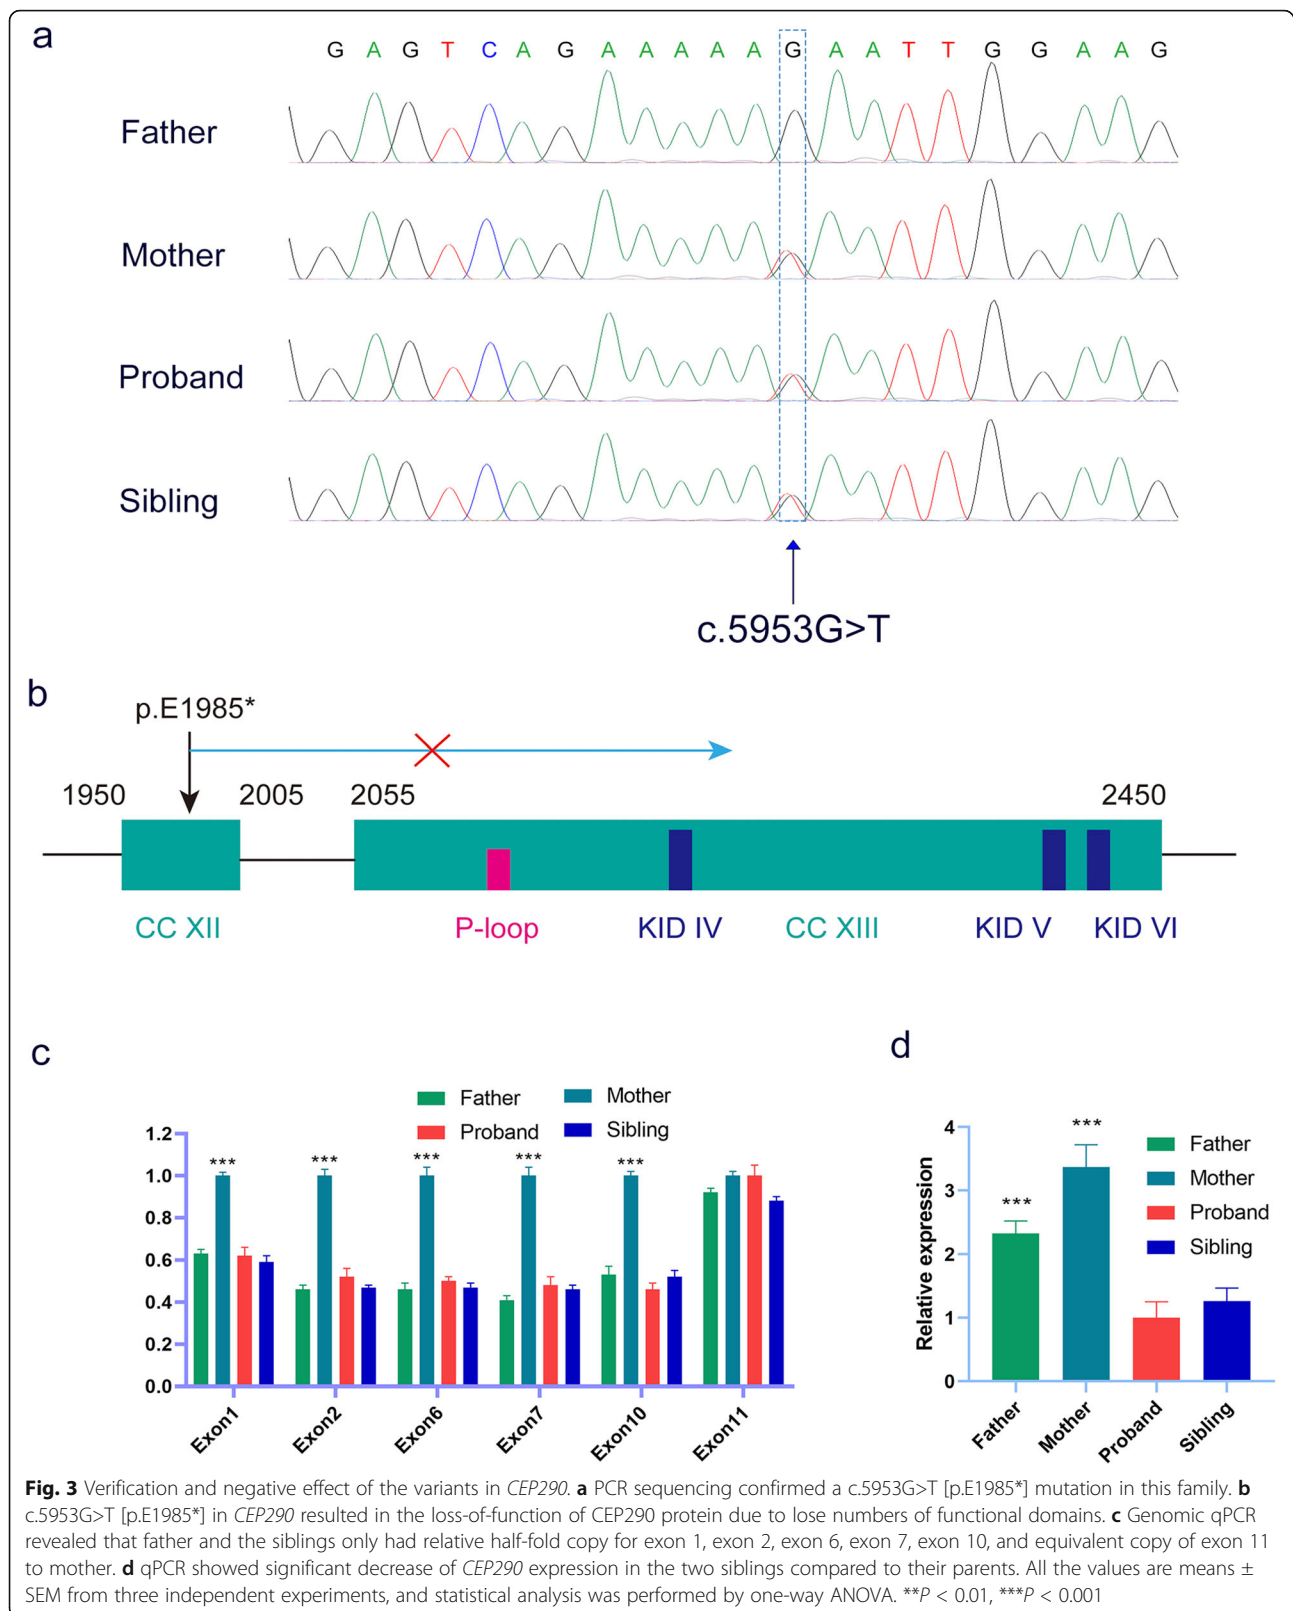 a
G A G T C A G A A A A A G A A T T G G A A G
Father
Mother
Proband
Sibling
c.5953G>T
b
p.E1985*
1950 2005 2055 2450
CC XII P-loop KID IV CC XIII KID V KID VI
c
Father Mother
Proband Sibling
1.2
1.0
0.8
0.6
0.4
0.2
0.0
*** *** *** *** ***
Exon1 Exon2 Exon6 Exon7 Exon10 Exon11
d
Relative expression
4
3
2
1
0
***
***
Father
Mother
Proband
Sibling
Father Mother Proband Sibling
Fig. 3 Verification and negative effect of the variants in CEP290. a PCR sequencing confirmed a c.5953G>T [p.E1985*] mutation in this family. b
c.5953G>T [p.E1985*] in CEP290 resulted in the loss-of-function of CEP290 protein due to lose numbers of functional domains. c Genomic qPCR
revealed that father and the siblings only had relative half-fold copy for exon 1, exon 2, exon 6, exon 7, exon 10, and equivalent copy of exon 11
to mother. d qPCR showed significant decrease of CEP290 expression in the two siblings compared to their parents. All the values are means ±
SEM from three independent experiments, and statistical analysis was performed by one-way ANOVA. **P < 0.01, ***P < 0.001